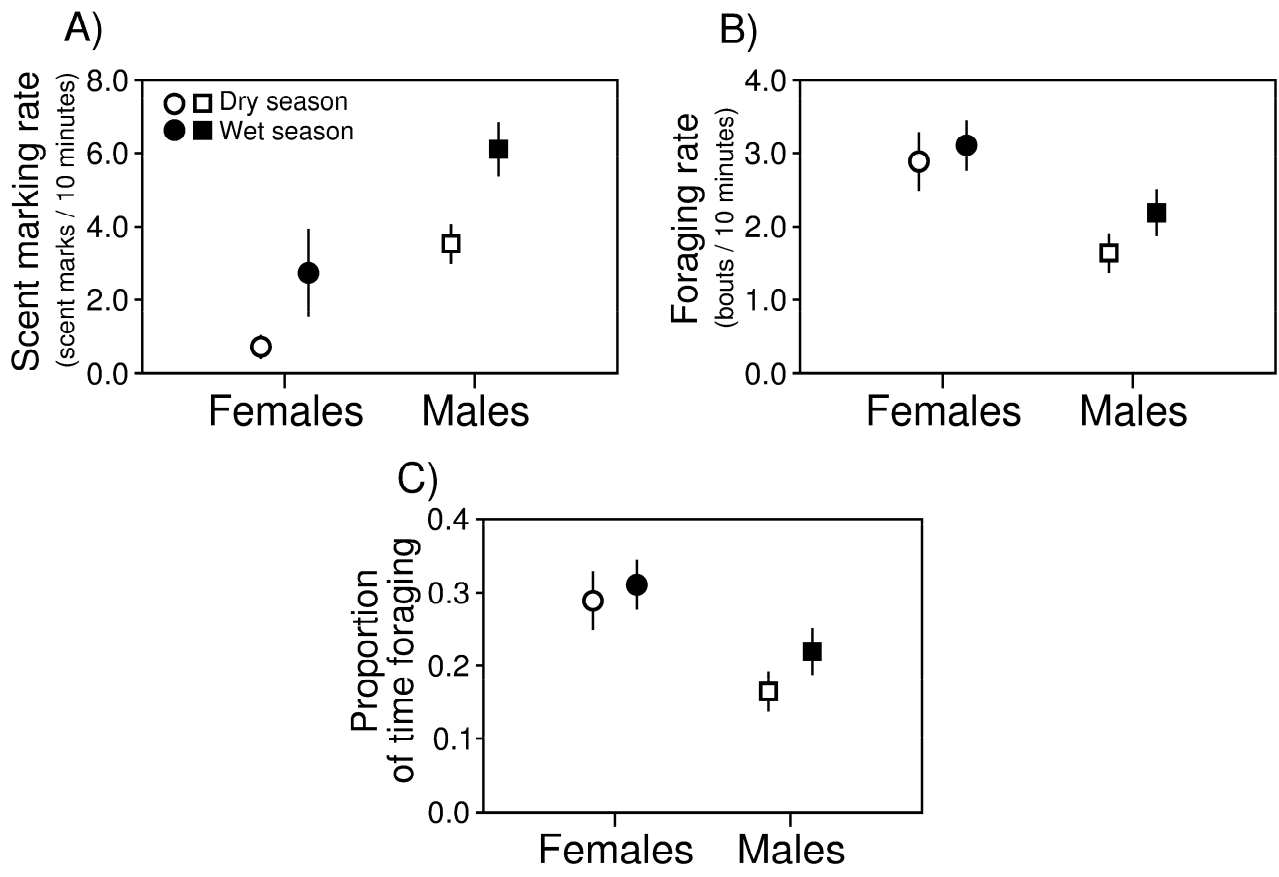 A)
Scent marking rate
(scent marks / 10 minutes)
8.0
6.0
4.0
2.0
0.0
Dry season
Wet season
Females
Males
B)
Foraging rate
(bouts / 10 minutes)
4.0
3.0
2.0
1.0
0.0
Females
Males
C)
Proportion
of time foraging
0.4
0.3
0.2
0.1
0.0
Females
Males